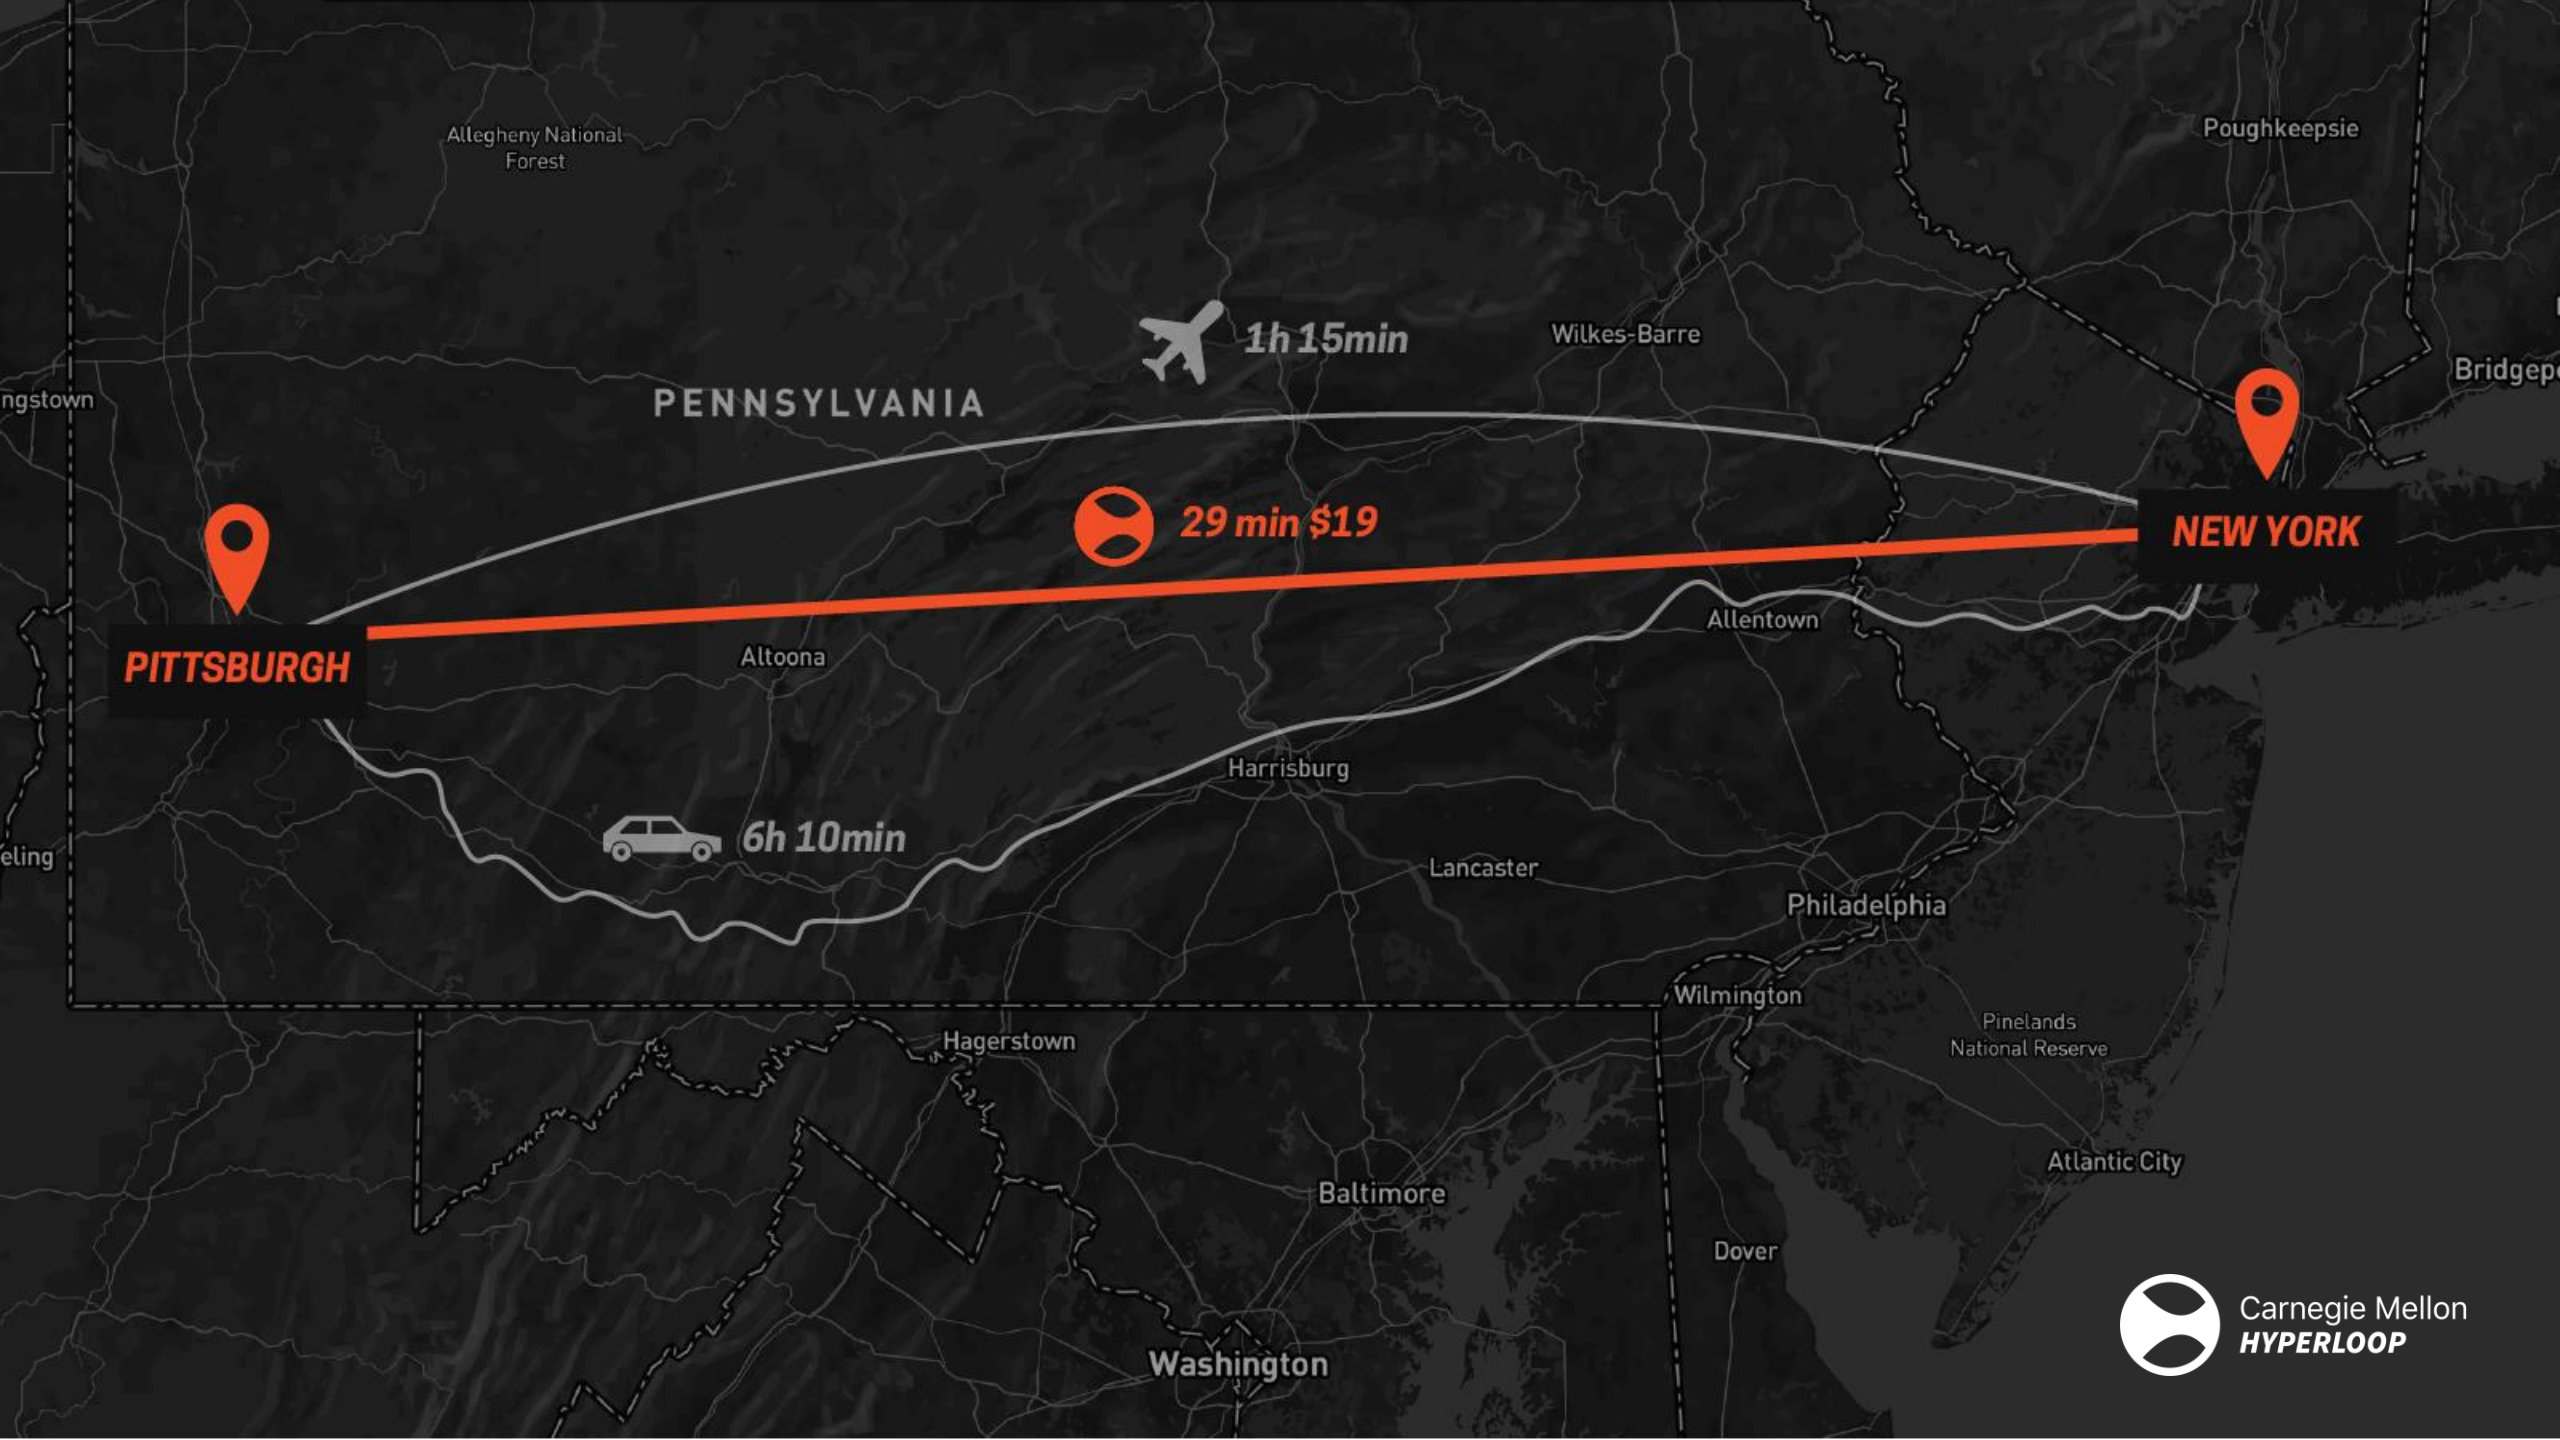 Allegheny National
Forest
Poughkeepsie
1h 15min
Wilkes-Barre
Bridgep
ngstown
PENNSYLVANIA
29 min $19
NEW YORK
Allentown
PITTSBURGH
Altoona
Harrisburg
6h 10min
eling
Lancaster
Philadelphia
Wilmington
Pinelands
National Reserve
Hagerstown
Atlantic City
Baltimore
Dover
Carnegie Mellon
HYPERLOOP
Washington